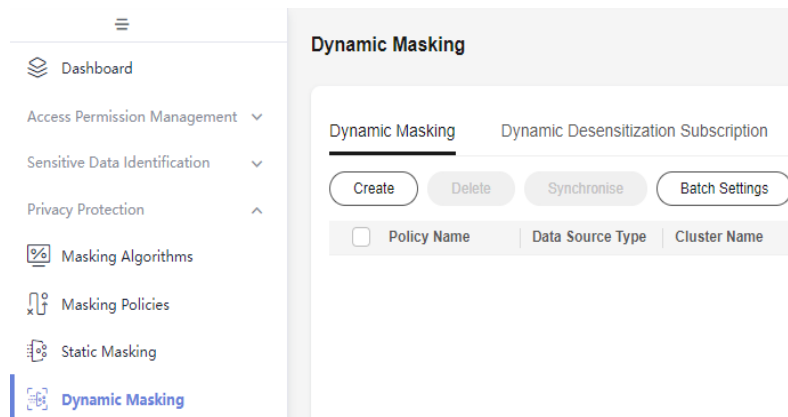 Dashboard
Access Permission Management
Sensitive Data Identification
Privacy Protection
Masking Algorithms
Masking Policies
Static Masking
Dynamic Masking
Dynamic Masking
Dynamic Masking Dynamic Desensitization Subscription
Create Delete Synchronise Batch Settings
Policy Name Data Source Type Cluster Name